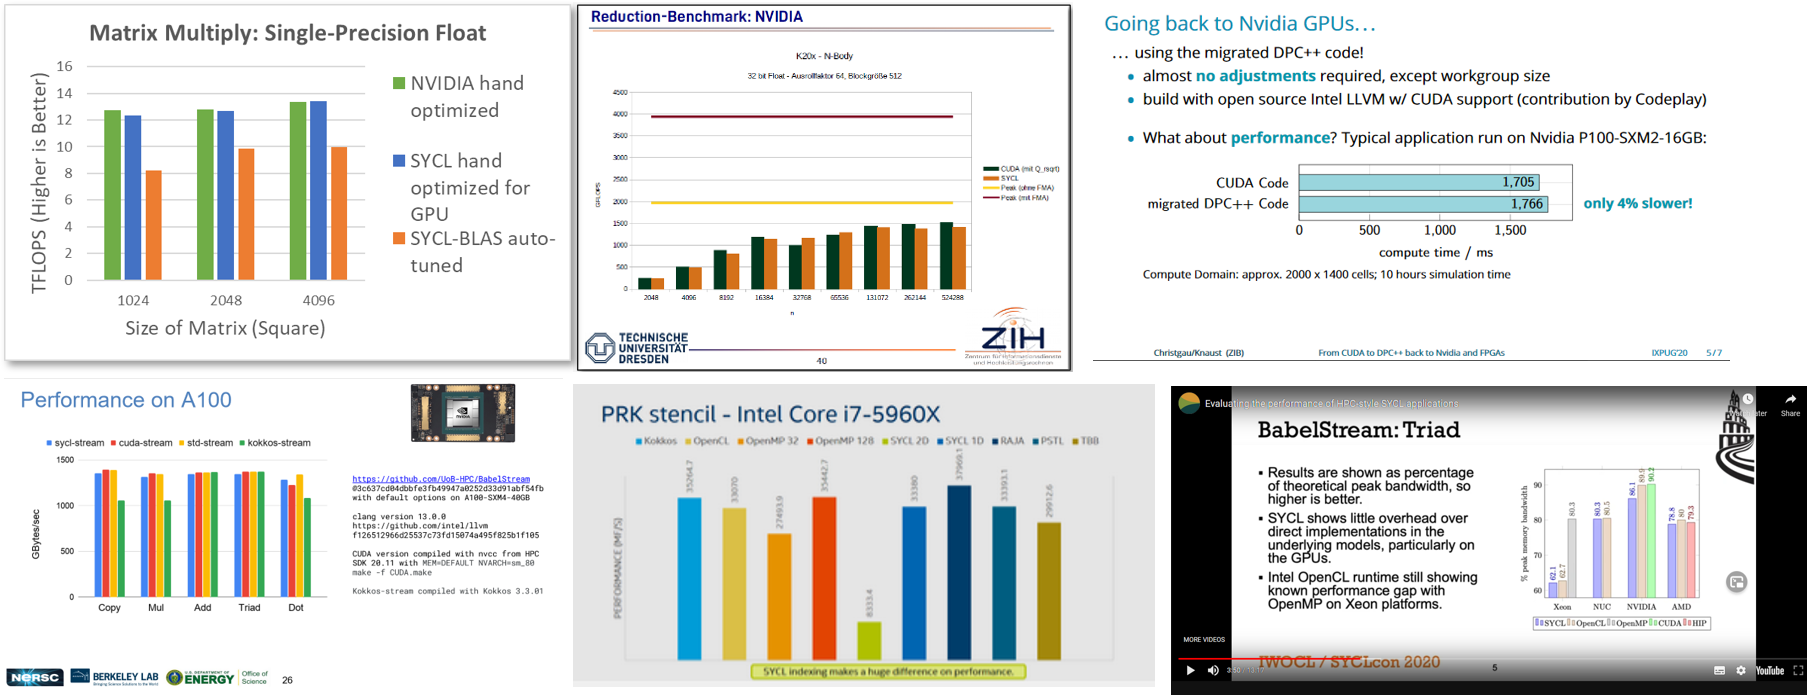 Matrix Multiply: Single-Precision Float
TFLOPS (Higher is Better)
16
14
12
10
8
6
4
2
0
1024
2048
4096
Size of Matrix (Square)
NVIDIA hand
optimized
SYCL hand
optimized for
GPU
SYCL-BLAS auto-
tuned
Reduction-Benchmark: NVIDIA
K20x - N-Body
32 bit Float - Ausrollfaktor 64, Blockgröße 512
GFLOPS
4500
4000
3500
3000
2500
2000
1500
1000
500
0
2048
4096
8192
16384
32768
65536
131072
262144
524288
n
CUDA (mit Q_rsqrt)
SYCL
Peak (ohne FMA)
Peak (mit FMA)
TECHNISCHE
UNIVERSITÄT
DRESDEN
40
ZIH
Zentrum für Informationsdienste
und Hochleistungsrechnen
Going back to Nvidia GPUs…
… using the migrated DPC++ code!
• almost no adjustments required, except workgroup size
• build with open source Intel LLVM w/ CUDA support (contribution by Codeplay)
• What about performance? Typical application run on Nvidia P100-SXM2-16GB:
CUDA Code
1,705
migrated DPC++ Code
1,766
only 4% slower!
0
500
1,000
1,500
compute time / ms
Compute Domain: approx. 2000 x 1400 cells; 10 hours simulation time
Christgau/Knaust (ZIB)
From CUDA to DPC++ back to Nvidia and FPGAs
IXPUG'20
5/7
Performance on A100
sycl-stream
cuda-stream
std-stream
kokkos-stream
GBytes/sec
1500
1000
500
0
Copy
Mul
Add
Triad
Dot
https://github.com/UoB-HPC/BabelStream
03c637cd04dbbfe3fb49947a0252d33d91abf54fb
with default options on A100-SXM4-40GB
clang version 13.0.0
https://github.com/intel/llvm
f126512966d25537c73fd15074a495f825b1f105
CUDA version compiled with nvcc from HPC
SDK 20.11 with MEM=DEFAULT NVARCH=sm_80
make -f CUDA.make
Kokkos-stream compiled with Kokkos 3.3.01
NERSC
BERKELEY LAB
U.S. DEPARTMENT OF
ENERGY
Office of
Science
26
PRK stencil - Intel Core i7-5960X
Kokkos
OpenCL
OpenMP 32
OpenMP 128
SYCL 2D
SYCL 1D
RAJA
PSTL
TBB
PERFORMANCE (MF/S)
35264.7
33070
27493.9
35442.7
8333.4
33380
37969.1
33393.1
29912.6
SYCL indexing makes a huge difference on performance.
Evaluating the performance of HPC-style SYCL applications
Share
BabelStream: Triad
▪ Results are shown as percentage
of theoretical peak bandwidth, so
higher is better.
▪ SYCL shows little overhead over
direct implementations in the
underlying models, particularly on
the GPUs.
▪ Intel OpenCL runtime still showing
known performance gap with
OpenMP on Xeon platforms.
% peak memory bandwidth
90
80
70
60
62.1
62.7
80.3
80.3
80.5
86.1
89.9
90.2
78.8
80
79.3
Xeon
NUC
NVIDIA
AMD
SYCL
OpenCL
OpenMP
CUDA
HIP
MORE VIDEOS
IWOCL / SYCLcon 2020
5
YouTube